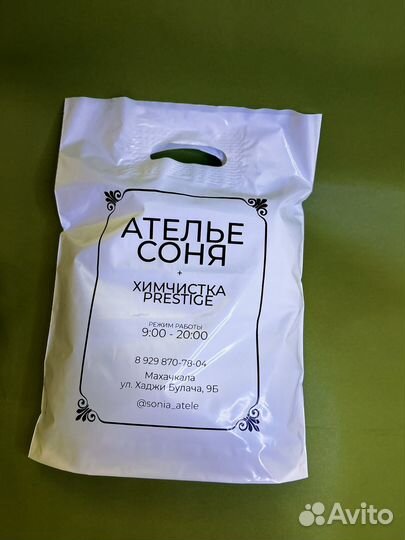 АТЕЛЬЕ
СОНЯ
+
ХИМЧИСТКА
PRESTIGE
РЕЖИМ РАБОТЫ
9:00 - 20:00
8 929 870-78-04
Махачкала
ул. Хаджи Булача, 9Б
@sonia_atele
Avito